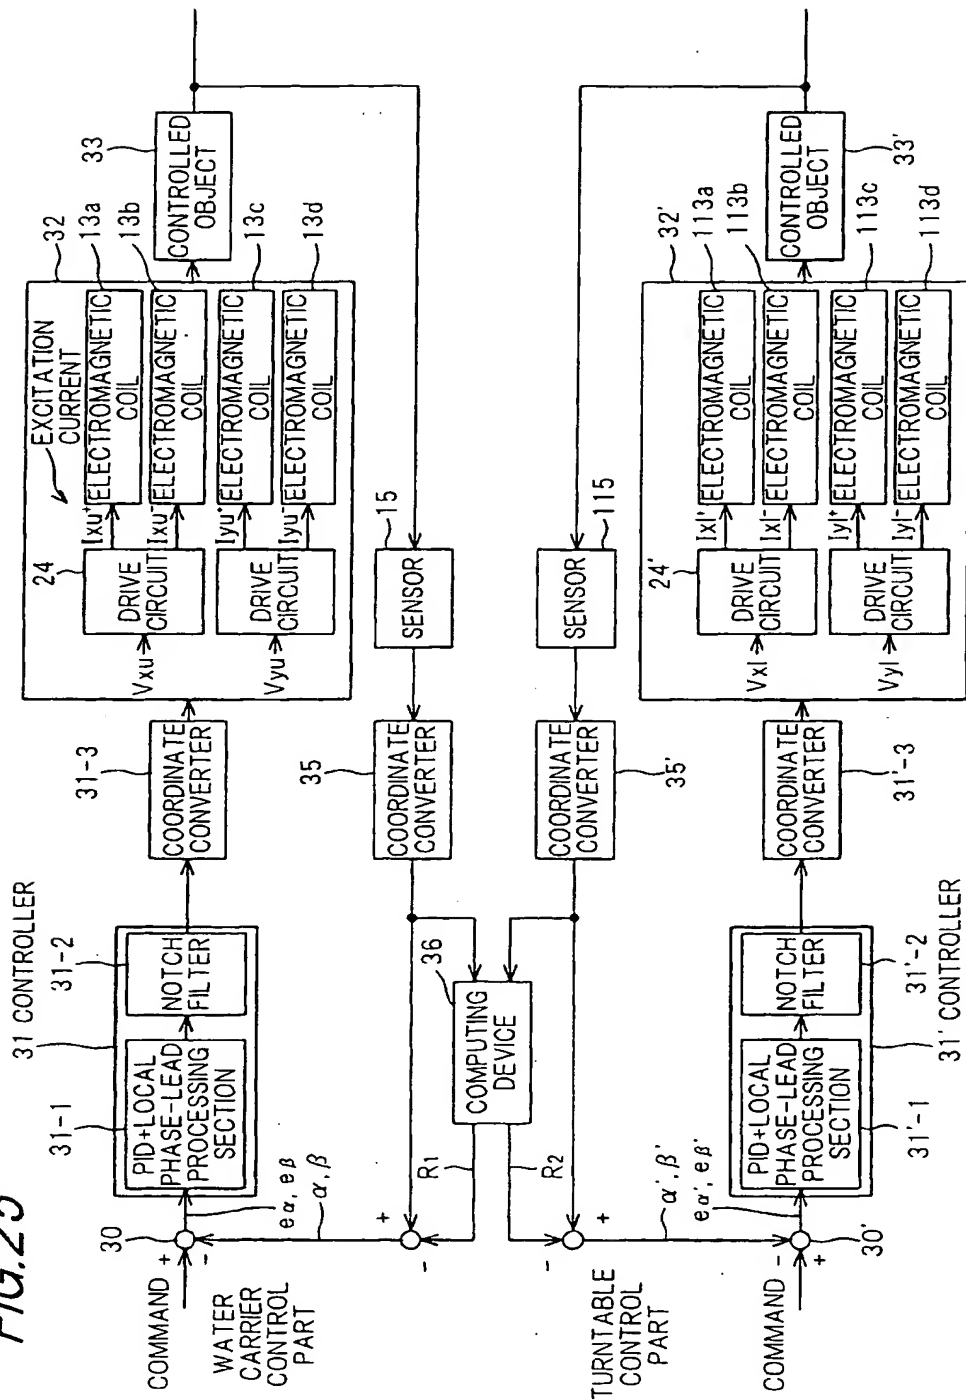 FIG.25
COMMAND
+
-
30
WATER
CARRIER
CONTROL
PART
eα, eβ
α, β
31 CONTROLLER
31-1
PID+LOCAL
PHASE-LEAD
PROCESSING
SECTION
31-2
NOTCH
FILTER
31-3
COORDINATE
CONVERTER
32
EXCITATION
CURRENT
24
Vxu
DRIVE
CIRCUIT
Ixu+
Ixu-
ELECTROMAGNETIC
COIL
13a
ELECTROMAGNETIC
COIL
13b
Vyu
DRIVE
CIRCUIT
Iyu+
Iyu-
ELECTROMAGNETIC
COIL
13c
ELECTROMAGNETIC
COIL
13d
33
CONTROLLED
OBJECT
15
SENSOR
35
COORDINATE
CONVERTER
+
-
R1
36
COMPUTING
DEVICE
R2
115
SENSOR
35'
COORDINATE
CONVERTER
-
+
TURNTABLE
CONTROL
PART
α', β'
eα', eβ'
COMMAND
-
+
30'
31'-1
PID+LOCAL
PHASE-LEAD
PROCESSING
SECTION
31'-2
NOTCH
FILTER
31' CONTROLLER
31'-3
COORDINATE
CONVERTER
32'
24'
Vxl
DRIVE
CIRCUIT
Ixl'
Ixl-
ELECTROMAGNETIC
COIL
113a
ELECTROMAGNETIC
COIL
113b
Vyl
DRIVE
CIRCUIT
Iyl+
Iyl-
ELECTROMAGNETIC
COIL
113c
ELECTROMAGNETIC
COIL
113d
33'
CONTROLLED
OBJECT